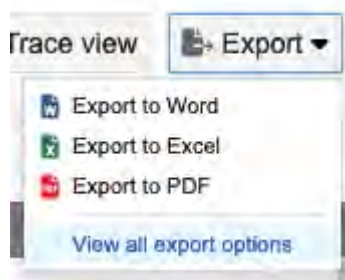 Trace view
Export
Export to Word
Export to Excel
Export to PDF
View all export options